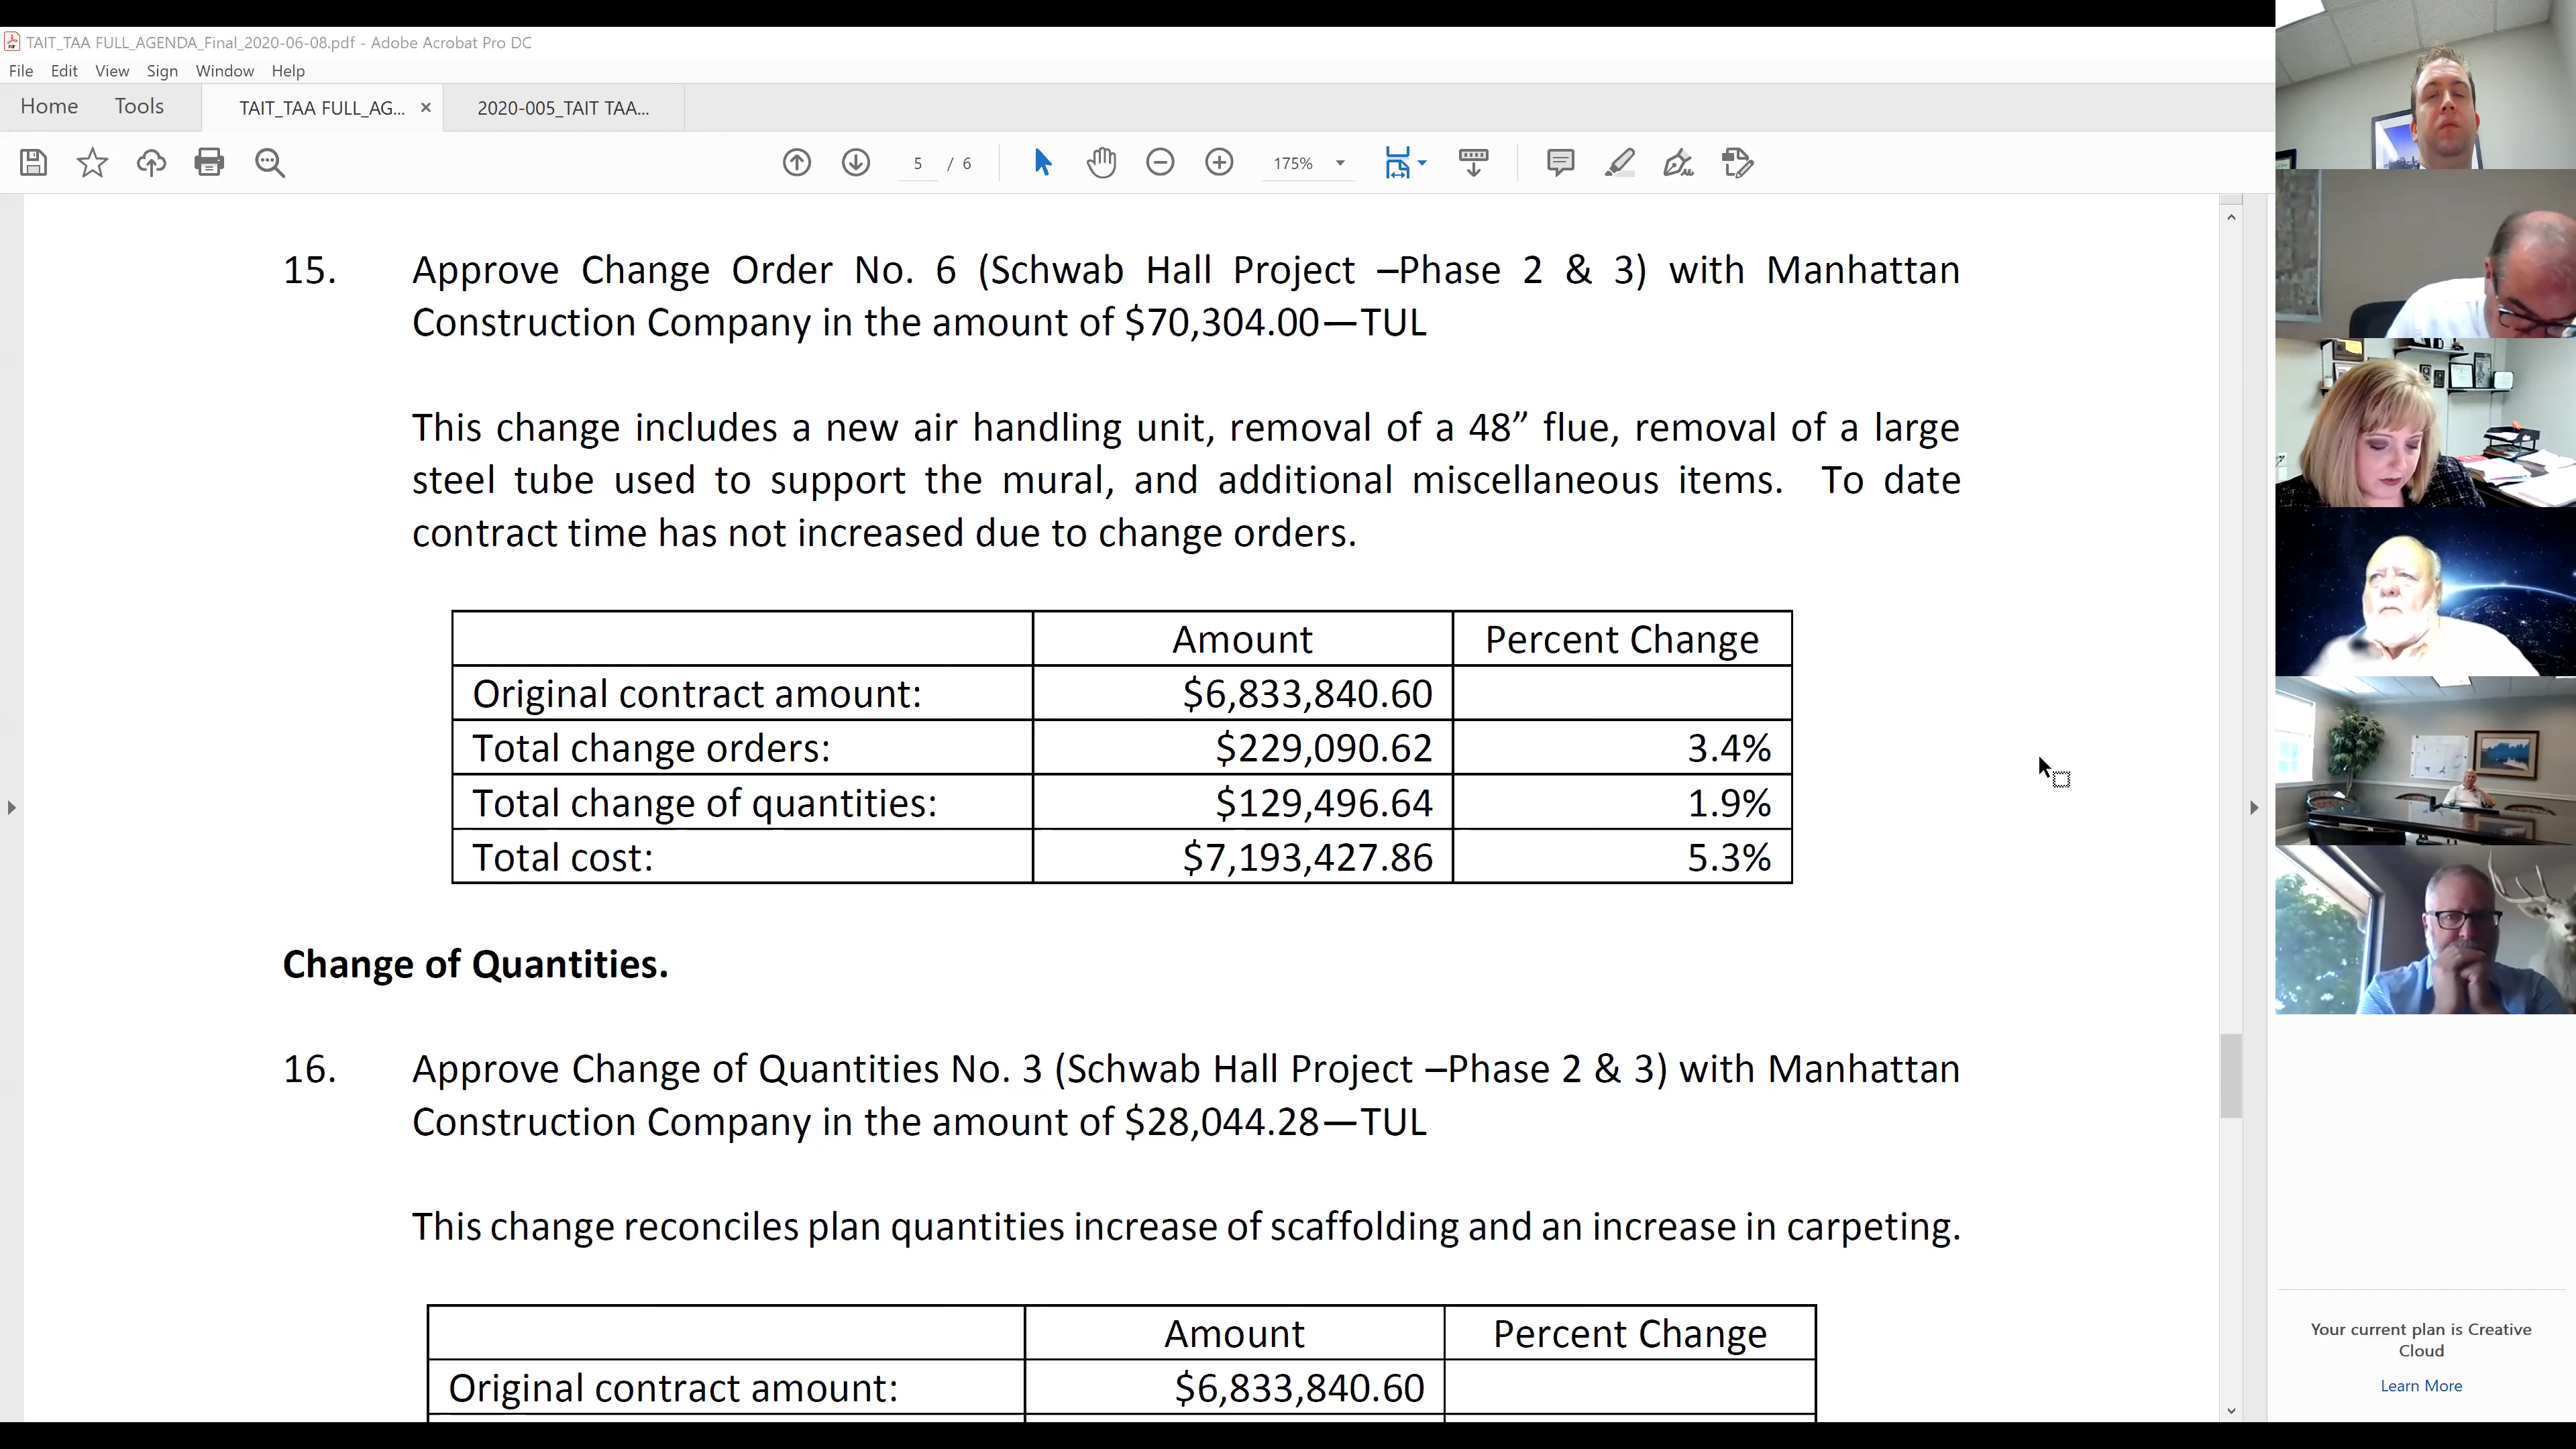 TAIT_TAA FULL_AGENDA_Final_2020-06-08.pdf - Adobe Acrobat Pro DC
File Edit View Sign Window Help
Home Tools TAIT_TAA FULL_AG... × 2020-005_TAIT TAA...
5 / 6 175%
15. Approve Change Order No. 6 (Schwab Hall Project –Phase 2 & 3) with Manhattan
Construction Company in the amount of $70,304.00—TUL
This change includes a new air handling unit, removal of a 48” flue, removal of a large
steel tube used to support the mural, and additional miscellaneous items. To date
contract time has not increased due to change orders.
Amount Percent Change
Original contract amount: $6,833,840.60
Total change orders: $229,090.62 3.4%
Total change of quantities: $129,496.64 1.9%
Total cost: $7,193,427.86 5.3%
Change of Quantities.
16. Approve Change of Quantities No. 3 (Schwab Hall Project –Phase 2 & 3) with Manhattan
Construction Company in the amount of $28,044.28—TUL
This change reconciles plan quantities increase of scaffolding and an increase in carpeting.
Amount Percent Change
Original contract amount: $6,833,840.60
Your current plan is Creative
Cloud
Learn More